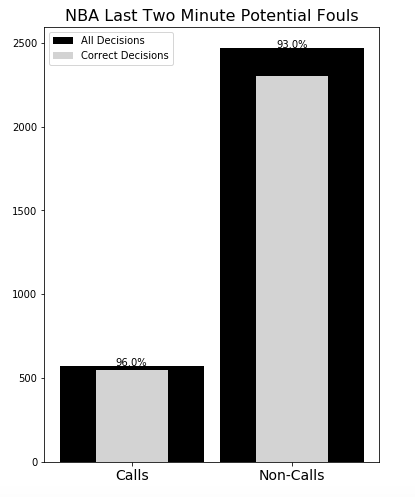 NBA Last Two Minute Potential Fouls
All Decisions
Correct Decisions
2500
2000
1500
1000
500
0
96.0%
93.0%
Calls
Non-Calls